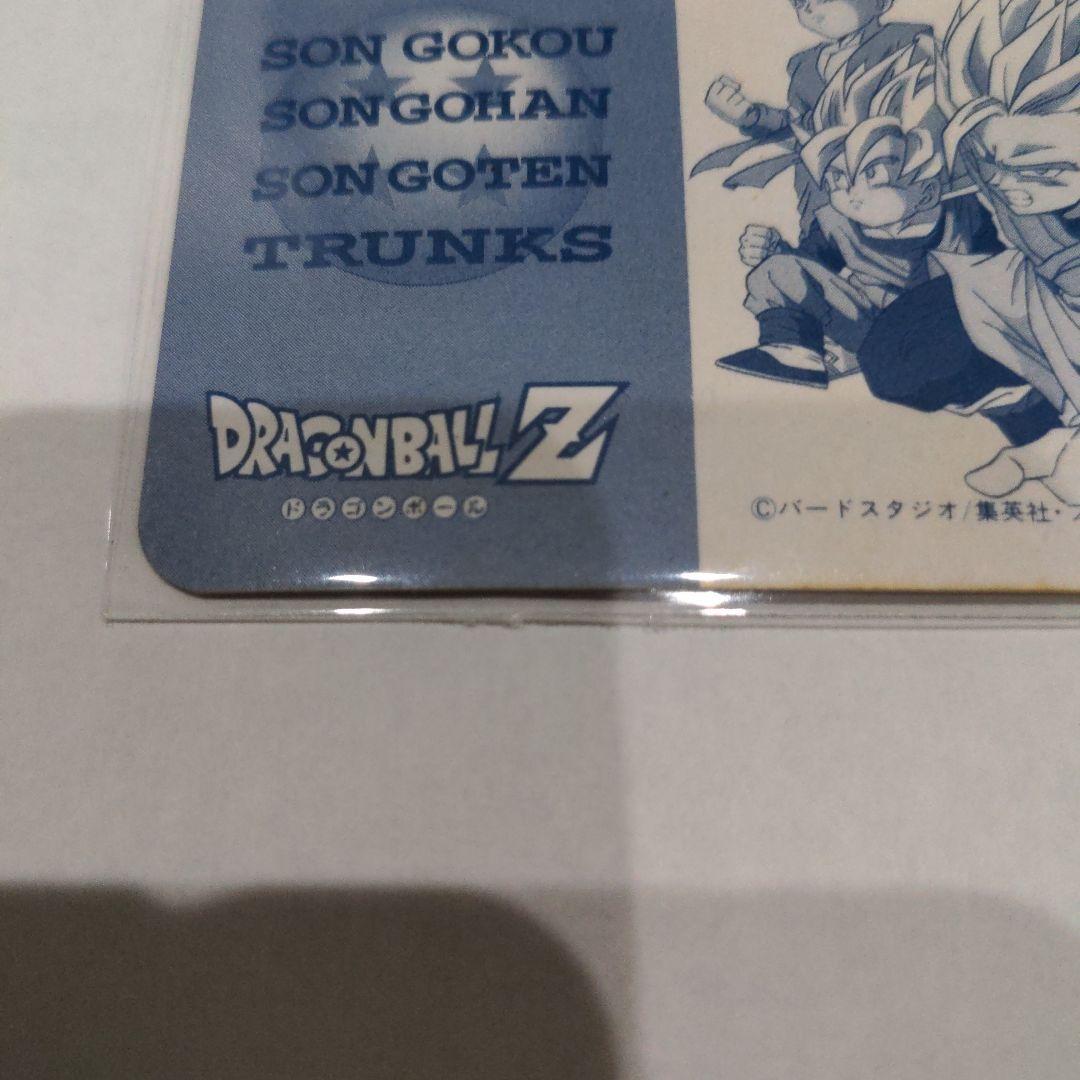 SON GOKOU
SON GOHAN
SON GOTEN
TRUNKS
DRAGONBALL Z
ドラゴンボール
©バードスタジオ/集英社・